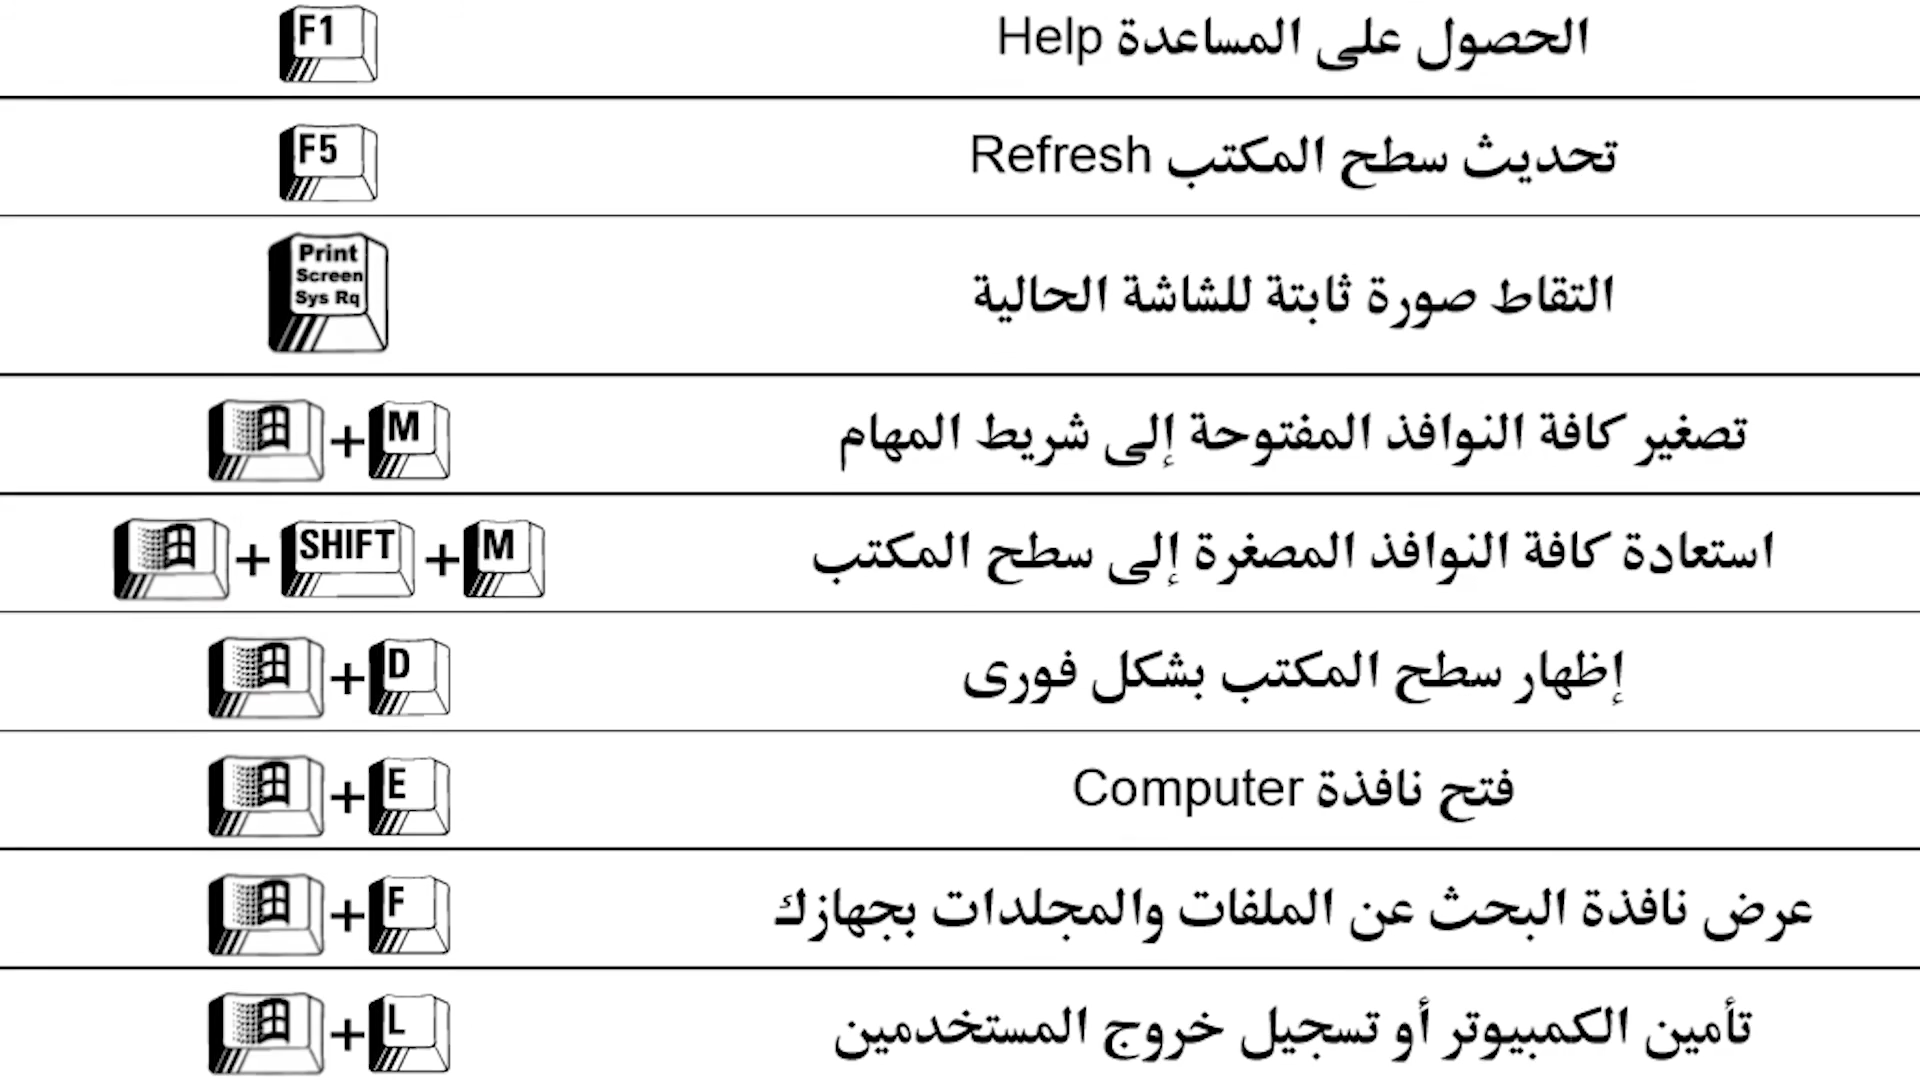 الحصول على المساعدة Help
F1
تحديث سطح المكتب Refresh
F5
التقاط صورة ثابتة للشاشة الحالية
Print
Screen
Sys Rq
تصغير كافة النوافذ المفتوحة إلى شريط المهام
+ M
استعادة كافة النوافذ المصغرة إلى سطح المكتب
+ SHIFT + M
إظهار سطح المكتب بشكل فورى
+ D
فتح نافذة Computer
+ E
عرض نافذة البحث عن الملفات والمجلدات بجهازك
+ F
تأمين الكمبيوتر أو تسجيل خروج المستخدمين
+ L